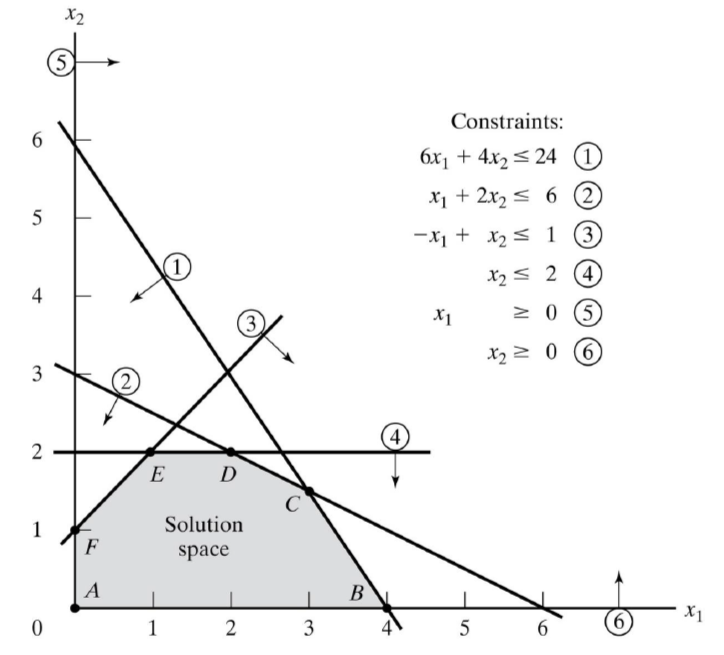 x₂
⑤
6
5
4
3
2
1
0
①
③
②
④
E
D
C
F
Solution
space
A
B
1
2
3
4
5
6
⑥
x₁
Constraints:
6x₁ + 4x₂ ≤ 24 ①
x₁ + 2x₂ ≤ 6 ②
−x₁ + x₂ ≤ 1 ③
x₂ ≤ 2 ④
x₁ ≥ 0 ⑤
x₂ ≥ 0 ⑥